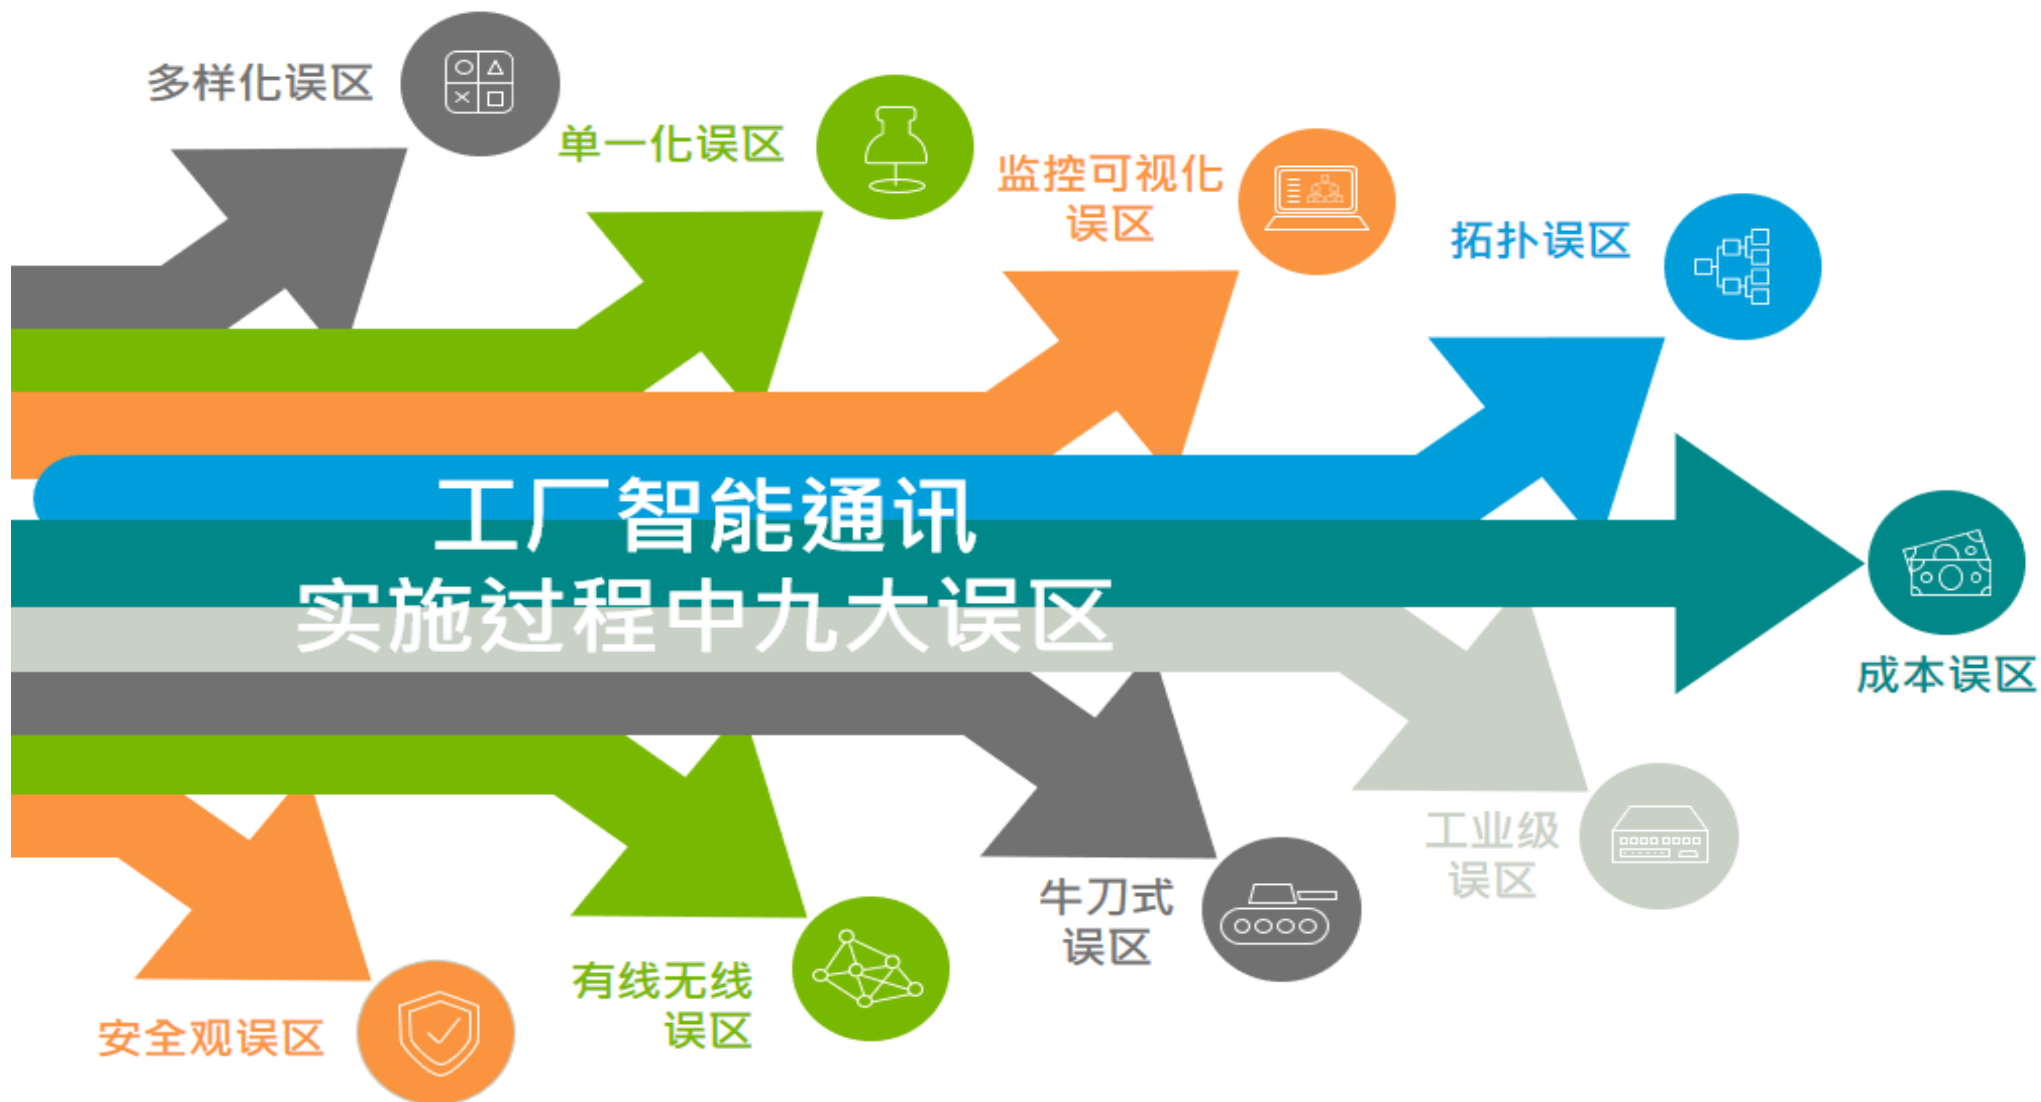 多样化误区
单一化误区
监控可视化
误区
拓扑误区
工厂智能通讯
实施过程中九大误区
成本误区
工业级
误区
牛刀式
误区
有线无线
误区
安全观误区